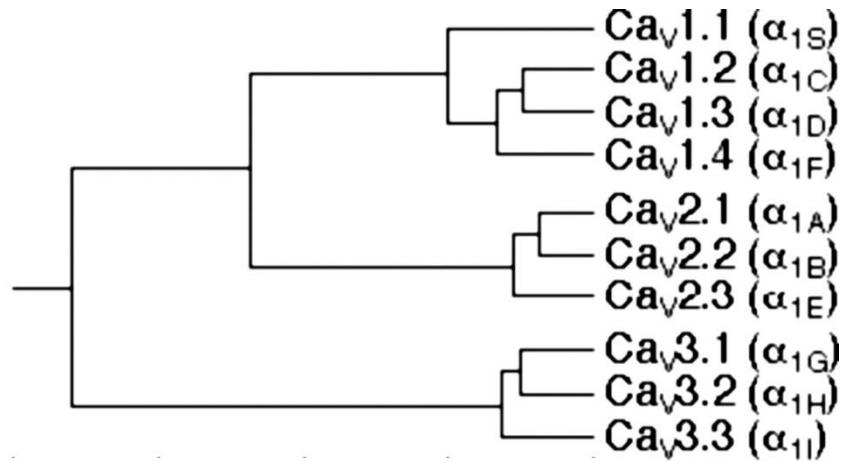 Caᵥ1.1 (α1S)
Caᵥ1.2 (α1C)
Caᵥ1.3 (α1D)
Caᵥ1.4 (α1F)
Caᵥ2.1 (α1A)
Caᵥ2.2 (α1B)
Caᵥ2.3 (α1E)
Caᵥ3.1 (α1G)
Caᵥ3.2 (α1H)
Caᵥ3.3 (α1I)